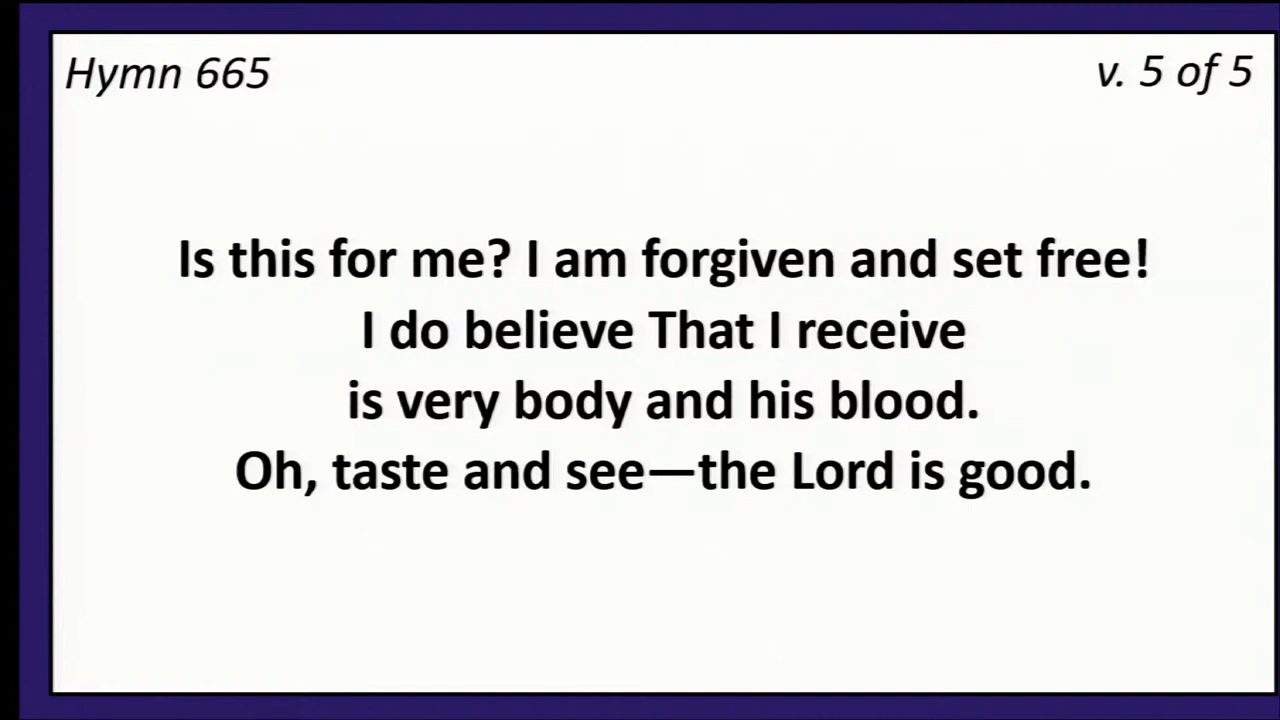 Hymn 665
v. 5 of 5
Is this for me? I am forgiven and set free!
I do believe That I receive
is very body and his blood.
Oh, taste and see—the Lord is good.